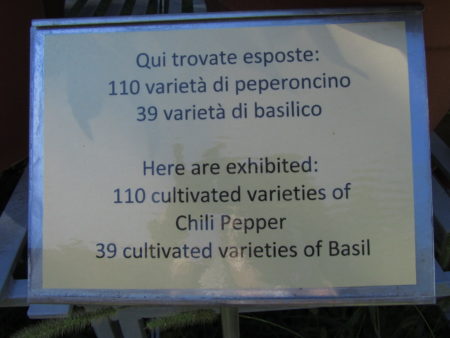 Qui trovate esposte:
110 varietà di peperoncino
39 varietà di basilico
Here are exhibited:
110 cultivated varieties of
Chili Pepper
39 cultivated varieties of Basil